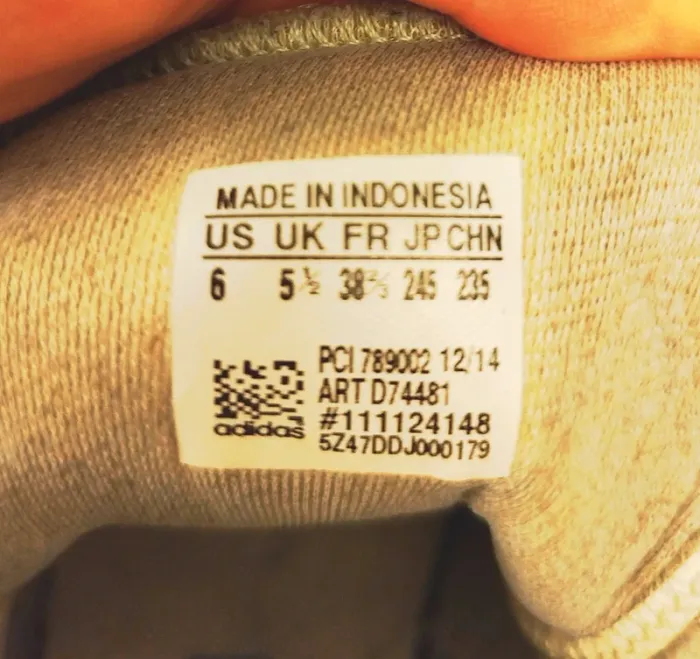 MADE IN INDONESIA
US UK FR JP CHN
6 5½ 38⅔ 245 235
PCI 789002 12/14
ART D74481
#111124148
adidas
5Z47DDJ000179